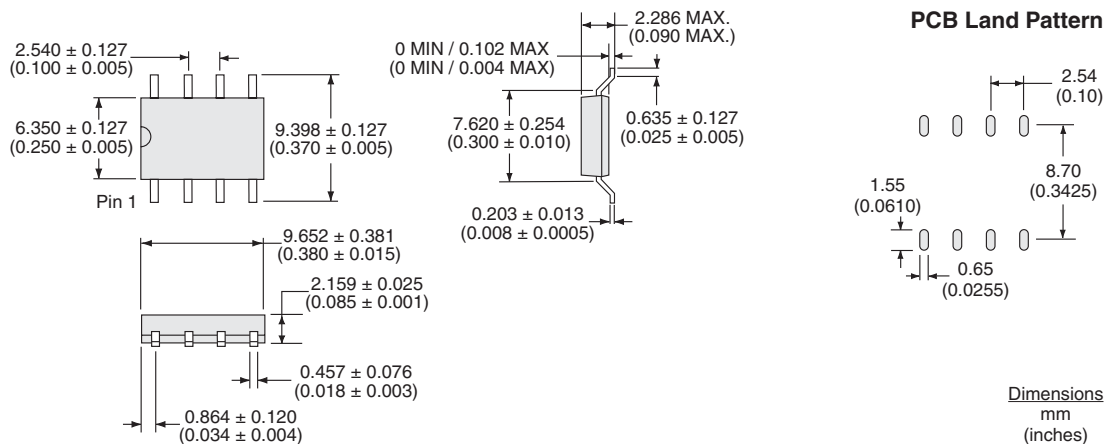 2.540 ± 0.127
(0.100 ± 0.005)
6.350 ± 0.127
(0.250 ± 0.005)
9.398 ± 0.127
(0.370 ± 0.005)
Pin 1
9.652 ± 0.381
(0.380 ± 0.015)
2.159 ± 0.025
(0.085 ± 0.001)
0.457 ± 0.076
(0.018 ± 0.003)
0.864 ± 0.120
(0.034 ± 0.004)
2.286 MAX.
(0.090 MAX.)
0 MIN / 0.102 MAX
(0 MIN / 0.004 MAX)
7.620 ± 0.254
(0.300 ± 0.010)
0.635 ± 0.127
(0.025 ± 0.005)
0.203 ± 0.013
(0.008 ± 0.0005)
PCB Land Pattern
2.54
(0.10)
8.70
(0.3425)
1.55
(0.0610)
0.65
(0.0255)
Dimensions
mm
(inches)